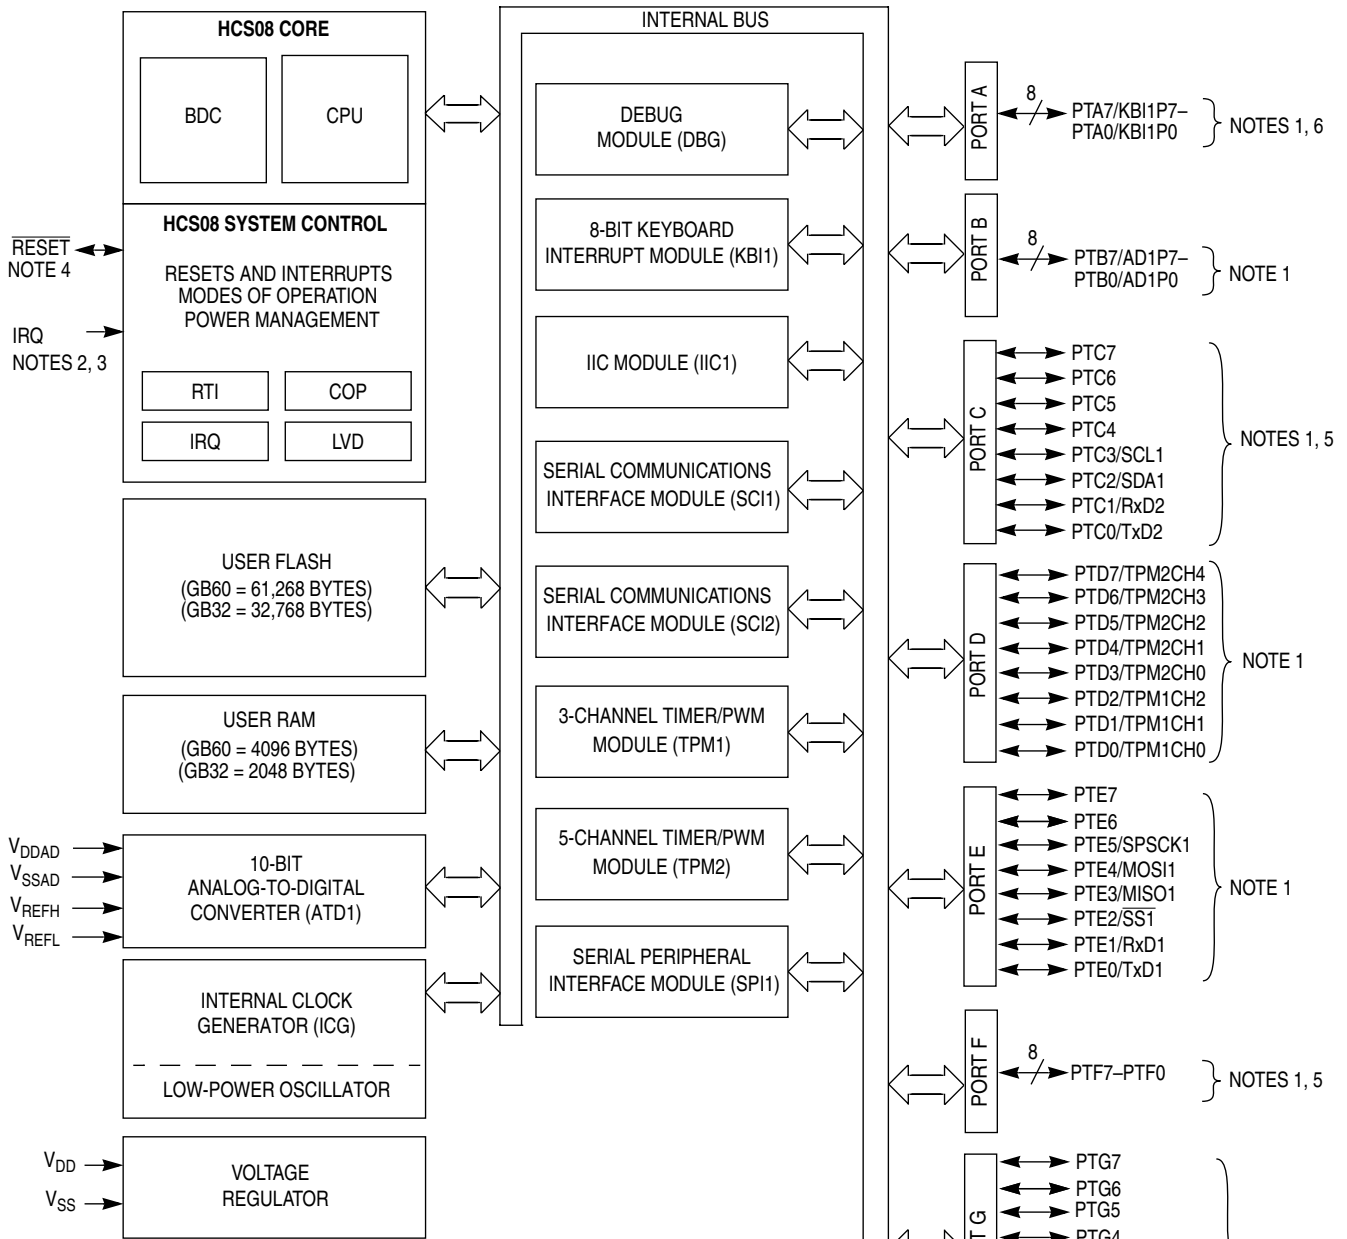 INTERNAL BUS
HCS08 CORE
BDC
CPU
HCS08 SYSTEM CONTROL
RESETS AND INTERRUPTS
MODES OF OPERATION
POWER MANAGEMENT
RTI
COP
IRQ
LVD
RESET
NOTE 4
IRQ
NOTES 2, 3
USER FLASH
(GB60 = 61,268 BYTES)
(GB32 = 32,768 BYTES)
USER RAM
(GB60 = 4096 BYTES)
(GB32 = 2048 BYTES)
VDDAD
VSSAD
VREFH
VREFL
10-BIT
ANALOG-TO-DIGITAL
CONVERTER (ATD1)
INTERNAL CLOCK
GENERATOR (ICG)
LOW-POWER OSCILLATOR
VDD
VSS
VOLTAGE
REGULATOR
DEBUG
MODULE (DBG)
8-BIT KEYBOARD
INTERRUPT MODULE (KBI1)
IIC MODULE (IIC1)
SERIAL COMMUNICATIONS
INTERFACE MODULE (SCI1)
SERIAL COMMUNICATIONS
INTERFACE MODULE (SCI2)
3-CHANNEL TIMER/PWM
MODULE (TPM1)
5-CHANNEL TIMER/PWM
MODULE (TPM2)
SERIAL PERIPHERAL
INTERFACE MODULE (SPI1)
PORT A
8
PTA7/KBI1P7–
PTA0/KBI1P0
NOTES 1, 6
PORT B
8
PTB7/AD1P7–
PTB0/AD1P0
NOTE 1
PORT C
PTC7
PTC6
PTC5
PTC4
PTC3/SCL1
PTC2/SDA1
PTC1/RxD2
PTC0/TxD2
NOTES 1, 5
PORT D
PTD7/TPM2CH4
PTD6/TPM2CH3
PTD5/TPM2CH2
PTD4/TPM2CH1
PTD3/TPM2CH0
PTD2/TPM1CH2
PTD1/TPM1CH1
PTD0/TPM1CH0
NOTE 1
PORT E
PTE7
PTE6
PTE5/SPSCK1
PTE4/MOSI1
PTE3/MISO1
PTE2/SS1
PTE1/RxD1
PTE0/TxD1
NOTE 1
PORT F
8
PTF7–PTF0
NOTES 1, 5
T G
PTG7
PTG6
PTG5
PTG4